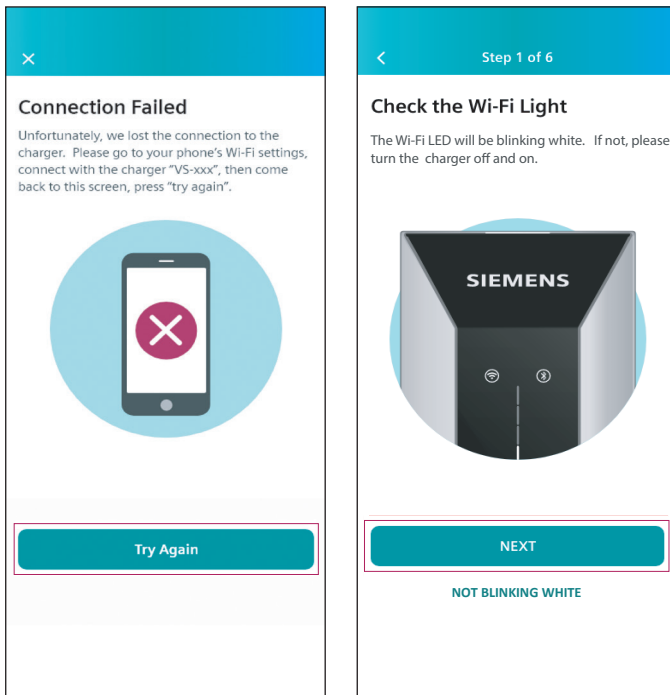 Connection Failed
Unfortunately, we lost the connection to the
charger. Please go to your phone's Wi-Fi settings,
connect with the charger "VS-xxx", then come
back to this screen, press "try again".
Try Again
Step 1 of 6
Check the Wi-Fi Light
The Wi-Fi LED will be blinking white. If not, please
turn the charger off and on.
SIEMENS
NEXT
NOT BLINKING WHITE